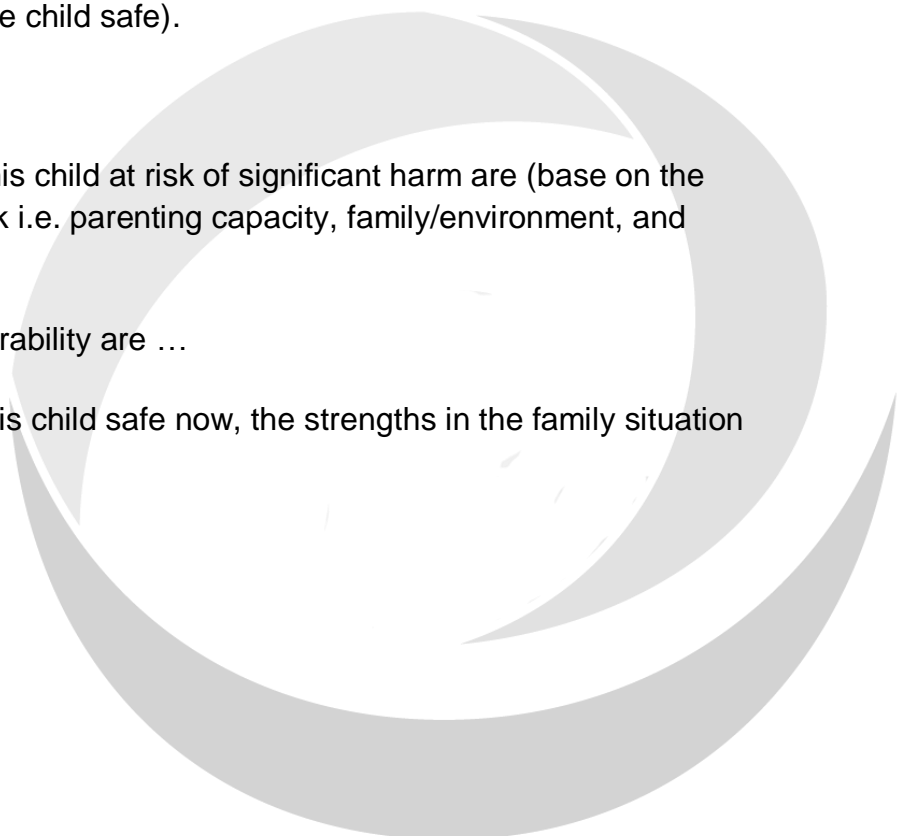 e child safe).
is child at risk of significant harm are (base on the
k i.e. parenting capacity, family/environment, and
rability are …
is child safe now, the strengths in the family situation